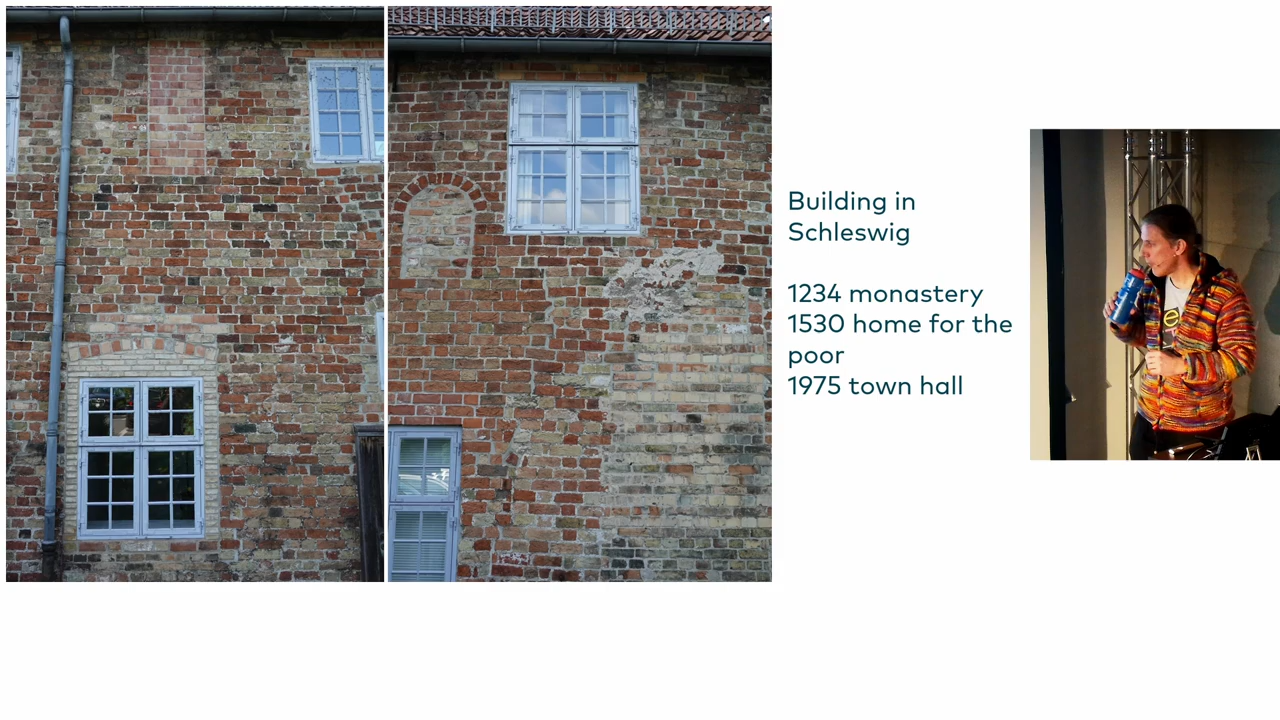 Building in
Schleswig
1234 monastery
1530 home for the
poor
1975 town hall